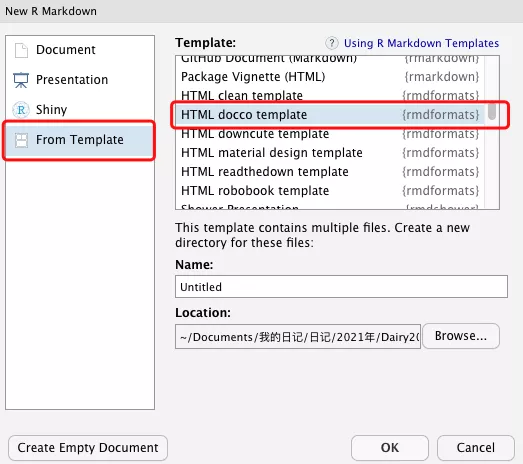 New R Markdown
Document
Presentation
Shiny
From Template
Template:
? Using R Markdown Templates
GitHub Document (Markdown) {rmarkdown}
Package Vignette (HTML) {rmarkdown}
HTML clean template {rmdformats}
HTML docco template {rmdformats}
HTML downcute template {rmdformats}
HTML material design template {rmdformats}
HTML readthedown template {rmdformats}
HTML robobook template {rmdformats}
Shower Presentation {rmdshower}
This template contains multiple files. Create a new
directory for these files:
Name:
Untitled
Location:
~/Documents/我的日记/日记/2021年/Dairy20
Browse...
Create Empty Document
OK
Cancel